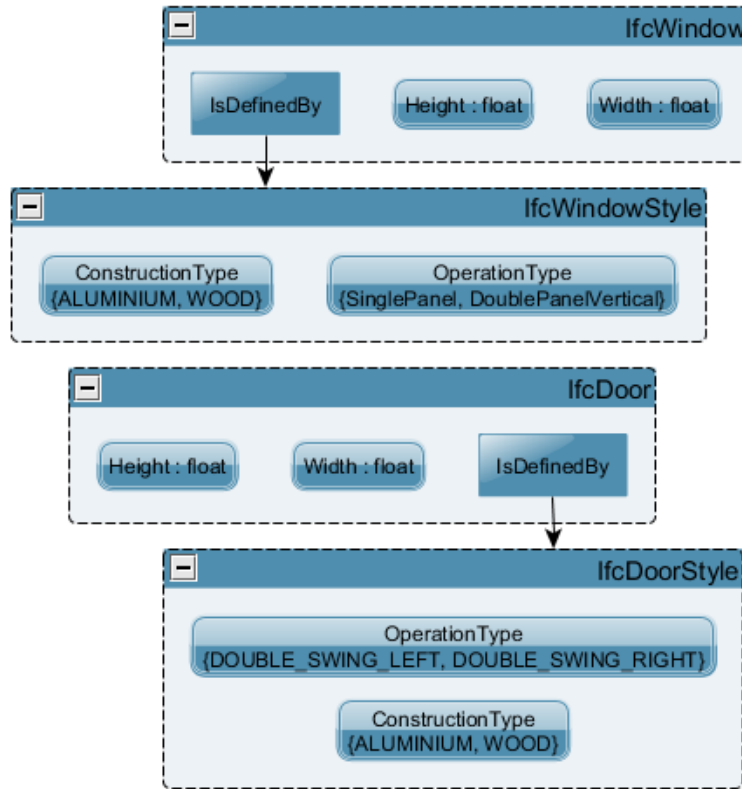 IfcWindow
IsDefinedBy
Height : float
Width : float
IfcWindowStyle
ConstructionType
{ALUMINIUM, WOOD}
OperationType
{SinglePanel, DoublePanelVertical}
IfcDoor
Height : float
Width : float
IsDefinedBy
IfcDoorStyle
OperationType
{DOUBLE_SWING_LEFT, DOUBLE_SWING_RIGHT}
ConstructionType
{ALUMINIUM, WOOD}